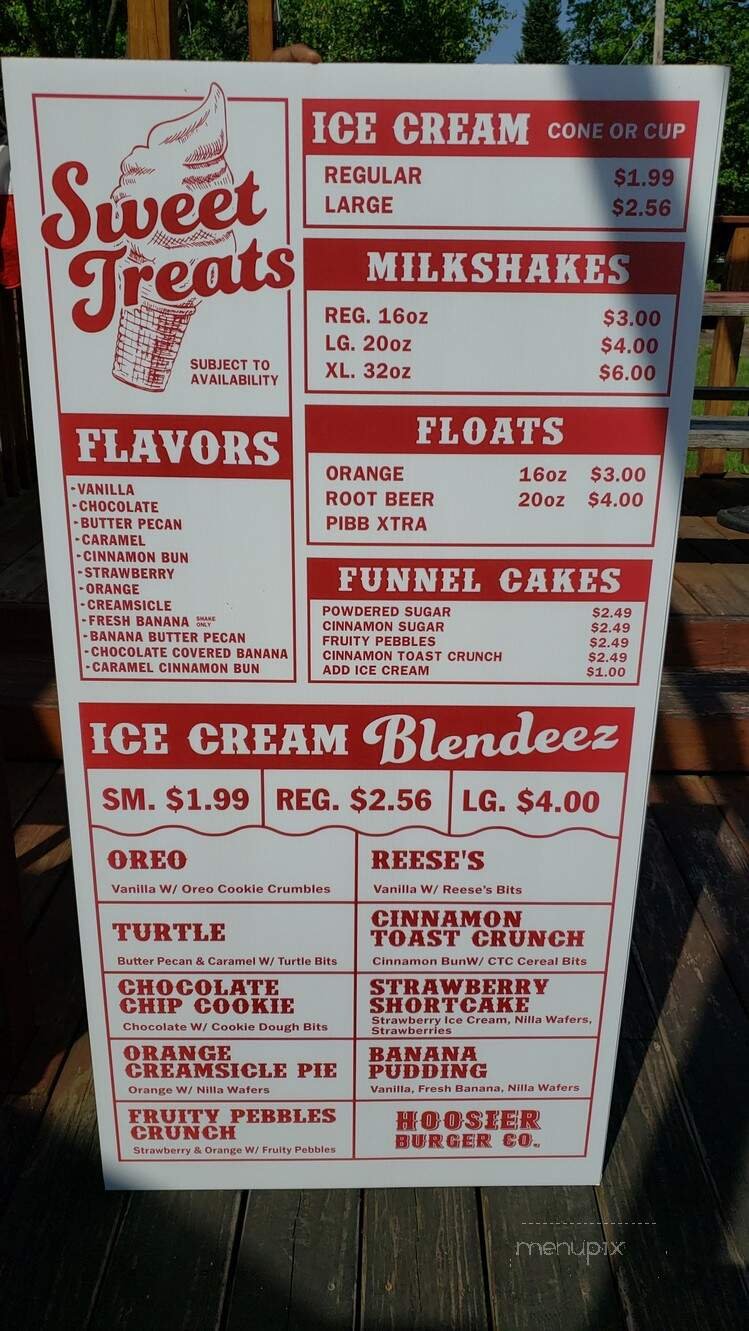 Sweet
Treats
SUBJECT TO
AVAILABILITY
FLAVORS
-VANILLA
-CHOCOLATE
-BUTTER PECAN
-CARAMEL
-CINNAMON BUN
-STRAWBERRY
-ORANGE
-CREAMSICLE
-FRESH BANANA SHAKE ONLY
-BANANA BUTTER PECAN
-CHOCOLATE COVERED BANANA
-CARAMEL CINNAMON BUN
ICE CREAM CONE OR CUP
REGULAR $1.99
LARGE $2.56
MILKSHAKES
REG. 16oz $3.00
LG. 20oz $4.00
XL. 32oz $6.00
FLOATS
ORANGE 16oz $3.00
ROOT BEER 20oz $4.00
PIBB XTRA
FUNNEL CAKES
POWDERED SUGAR $2.49
CINNAMON SUGAR $2.49
FRUITY PEBBLES $2.49
CINNAMON TOAST CRUNCH $2.49
ADD ICE CREAM $1.00
ICE CREAM Blendeez
SM. $1.99 REG. $2.56 LG. $4.00
OREO
Vanilla W/ Oreo Cookie Crumbles
REESE'S
Vanilla W/ Reese's Bits
TURTLE
Butter Pecan & Caramel W/ Turtle Bits
CINNAMON
TOAST CRUNCH
Cinnamon BunW/ CTC Cereal Bits
CHOCOLATE
CHIP COOKIE
Chocolate W/ Cookie Dough Bits
STRAWBERRY
SHORTCAKE
Strawberry Ice Cream, Nilla Wafers,
Strawberries
ORANGE
CREAMSICLE PIE
Orange W/ Nilla Wafers
BANANA
PUDDING
Vanilla, Fresh Banana, Nilla Wafers
FRUITY PEBBLES
CRUNCH
Strawberry & Orange W/ Fruity Pebbles
HOOSIER
BURGER CO.
menupix